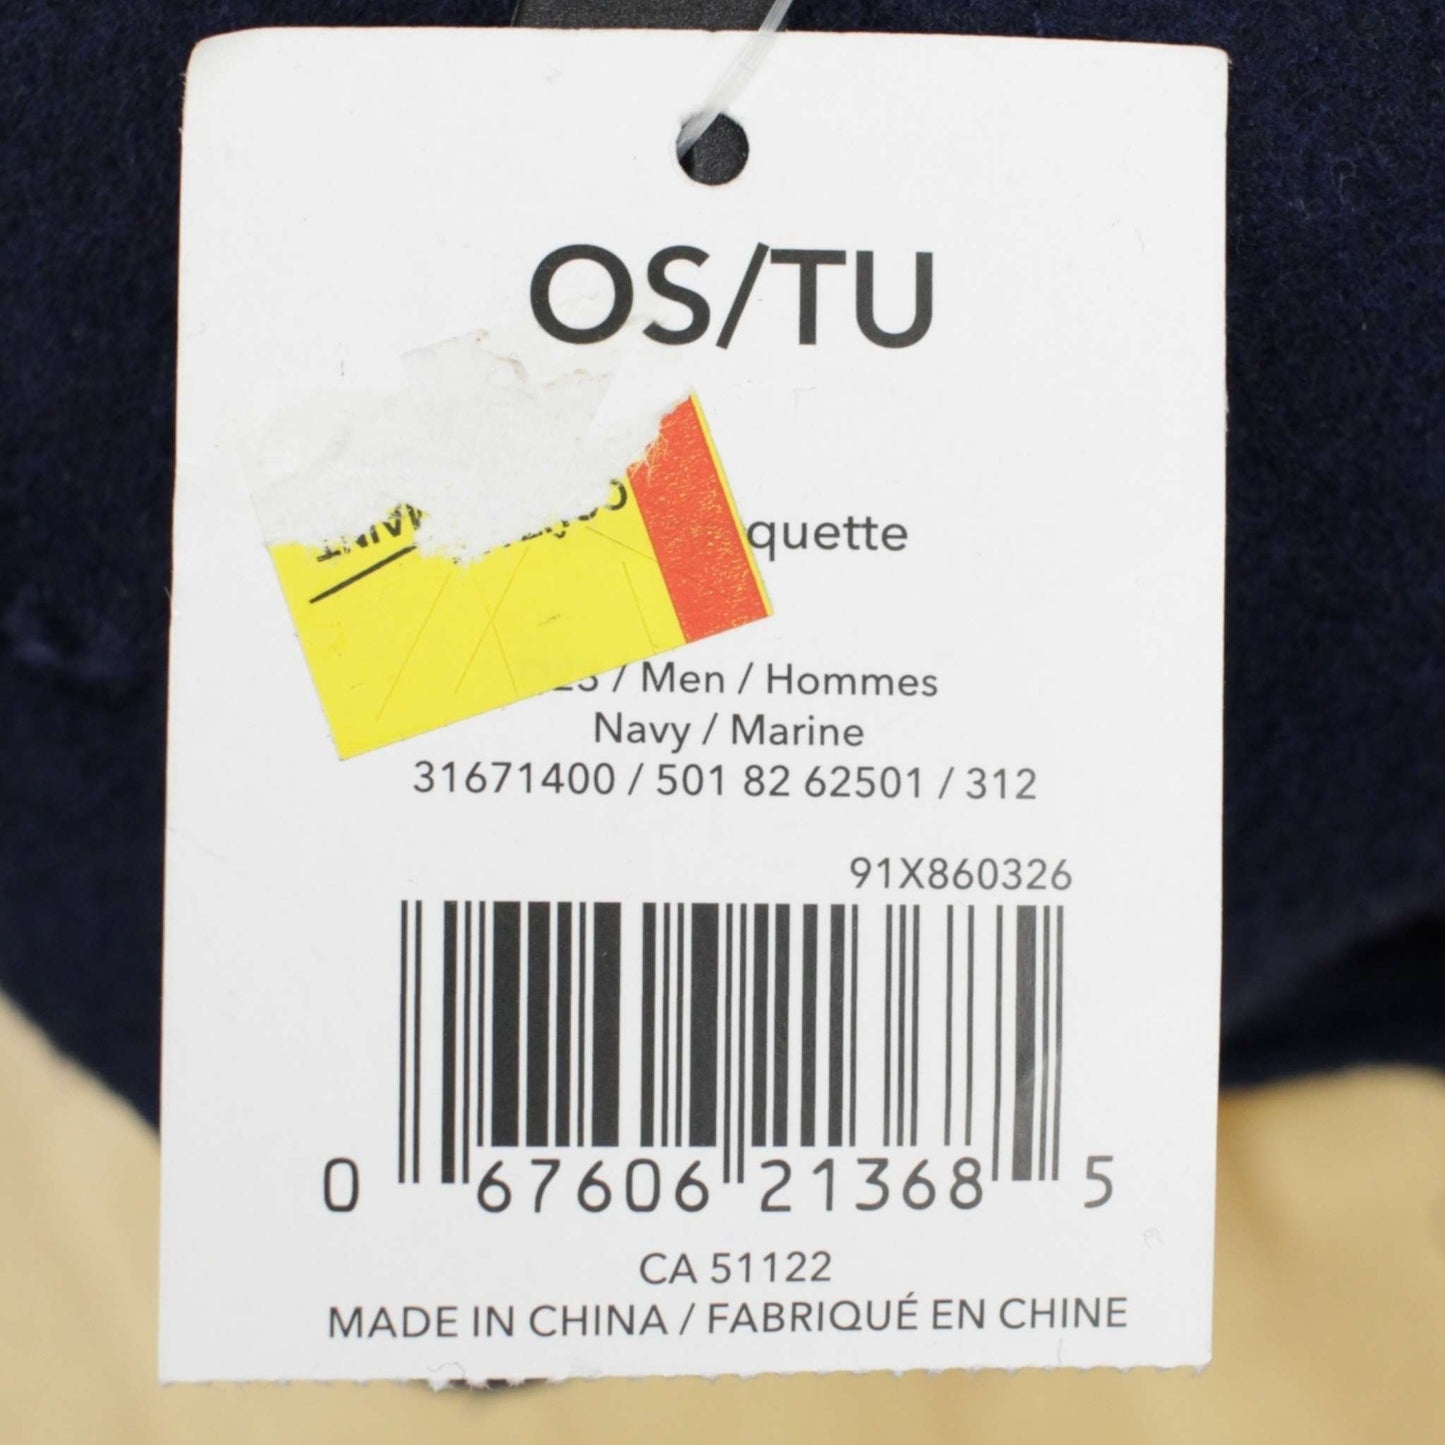 OS/TU
quette
/ Men / Hommes
Navy / Marine
31671400 / 501 82 62501 / 312
91X860326
0 67606 21368 5
CA 51122
MADE IN CHINA / FABRIQUÉ EN CHINE